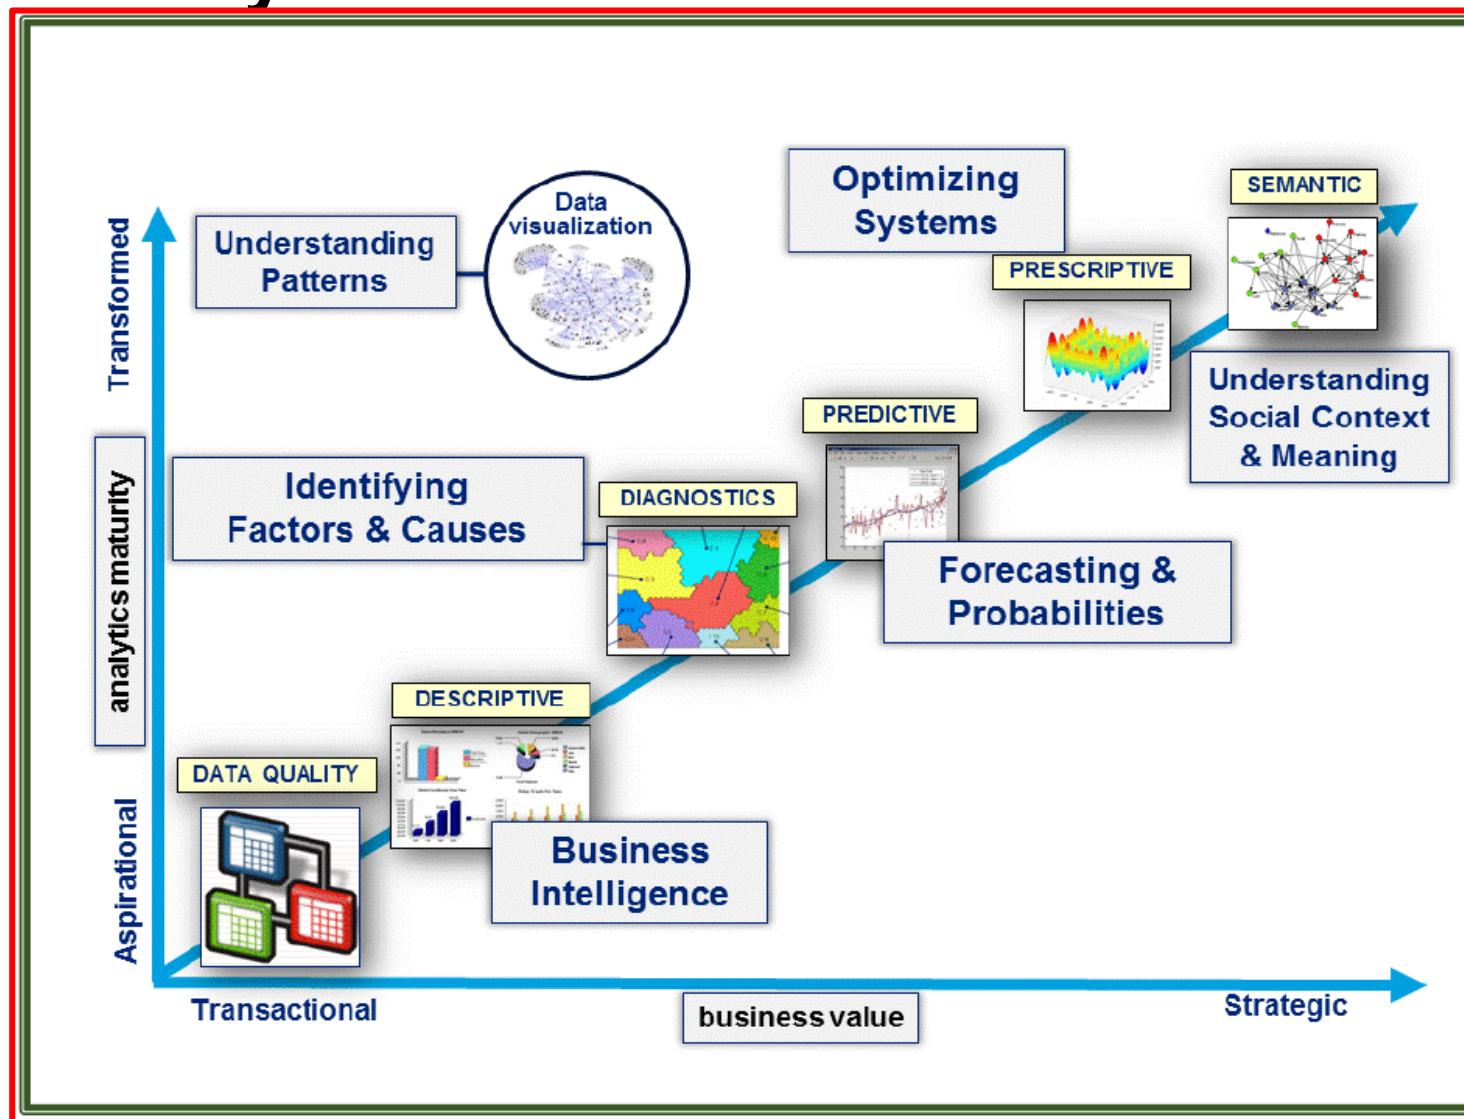 Data
visualization
Understanding
Patterns
Optimizing
Systems
SEMANTIC
PRESCRIPTIVE
Transformed
Understanding
Social Context
& Meaning
PREDICTIVE
Identifying
Factors & Causes
DIAGNOSTICS
Forecasting &
Probabilities
analytics maturity
DESCRIPTIVE
DATA QUALITY
Business
Intelligence
Aspirational
Transactional
business value
Strategic